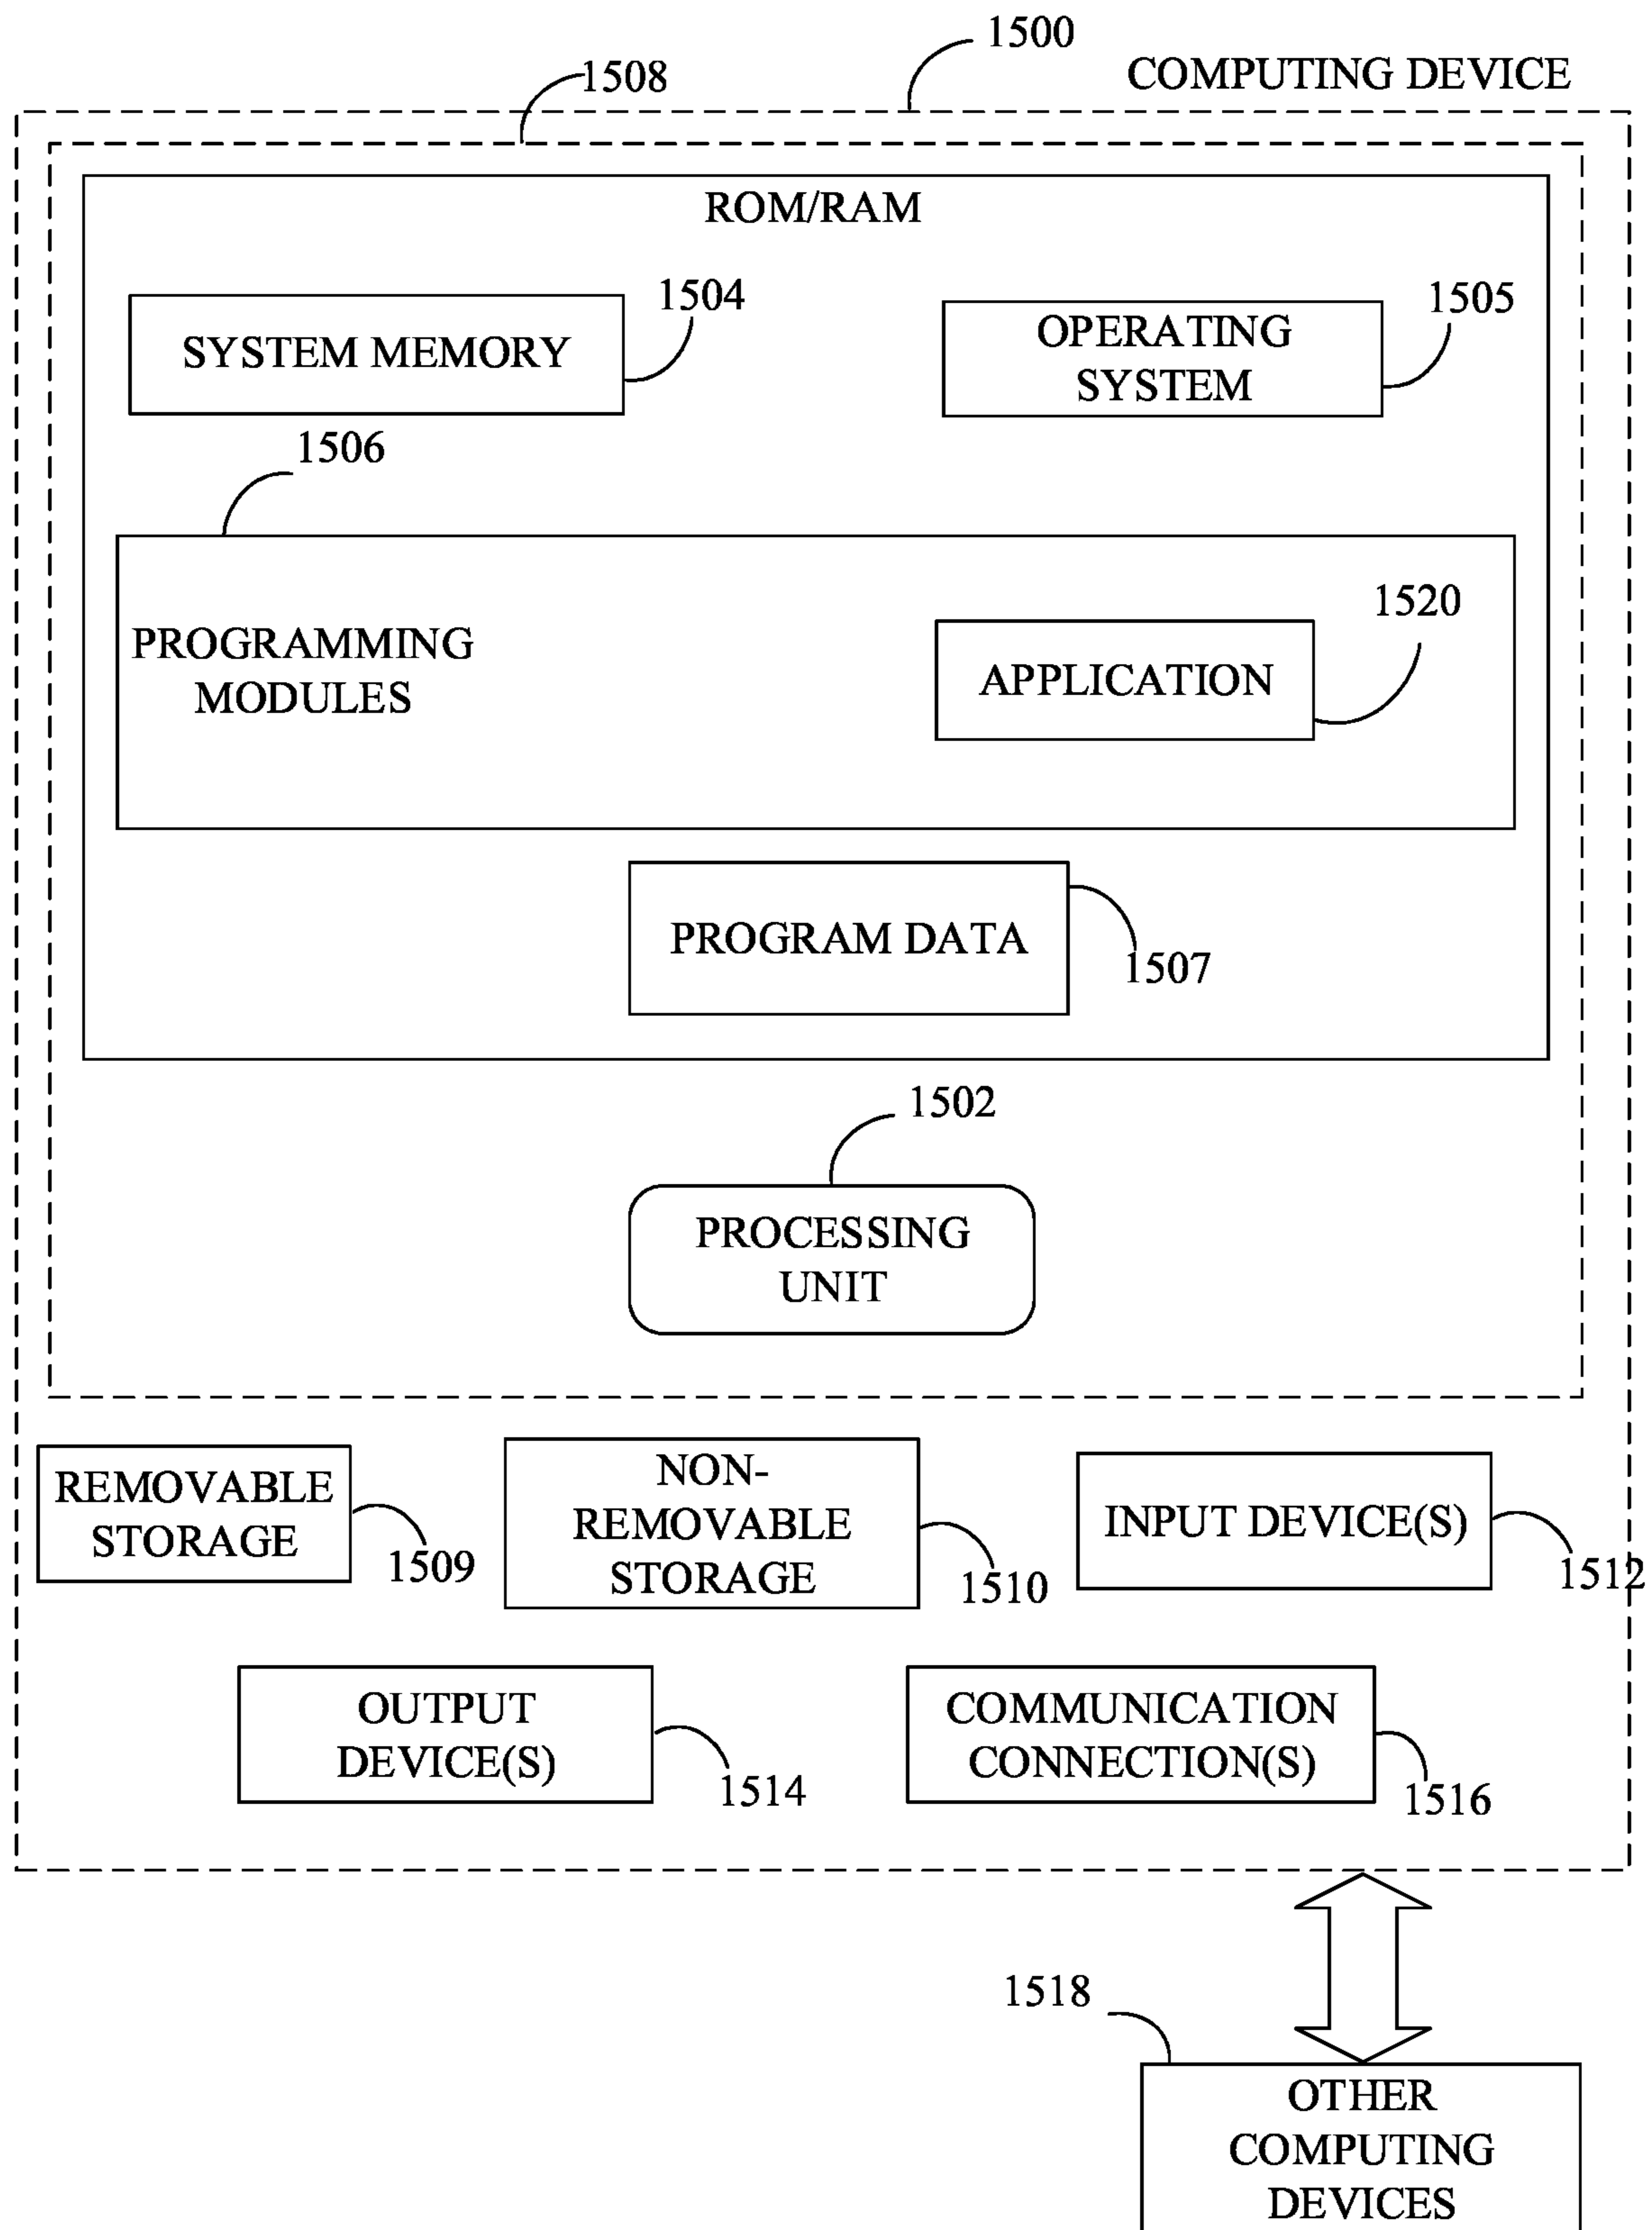 1500
1508
COMPUTING DEVICE
ROM/RAM
1504
1505
SYSTEM MEMORY
OPERATING
SYSTEM
1506
1520
PROGRAMMING
MODULES
APPLICATION
PROGRAM DATA
1507
1502
PROCESSING
UNIT
REMOVABLE
STORAGE
1509
NON-
REMOVABLE
STORAGE
1510
INPUT DEVICE(S)
1512
OUTPUT
DEVICE(S)
1514
COMMUNICATION
CONNECTION(S)
1516
1518
OTHER
COMPUTING
DEVICES